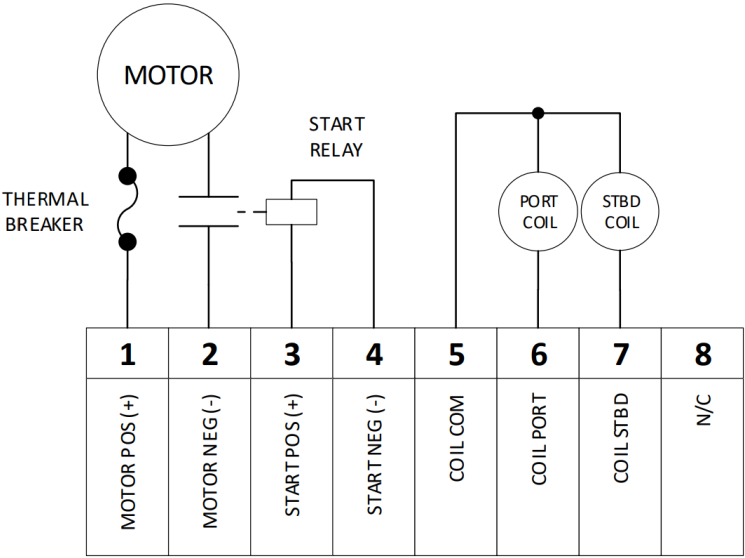 MOTOR
START
RELAY
THERMAL
BREAKER
PORT
COIL
STBD
COIL
1
2
3
4
5
6
7
8
MOTOR POS (+)
MOTOR NEG (-)
START POS (+)
START NEG (-)
COIL COM
COIL PORT
COIL STBD
N/C